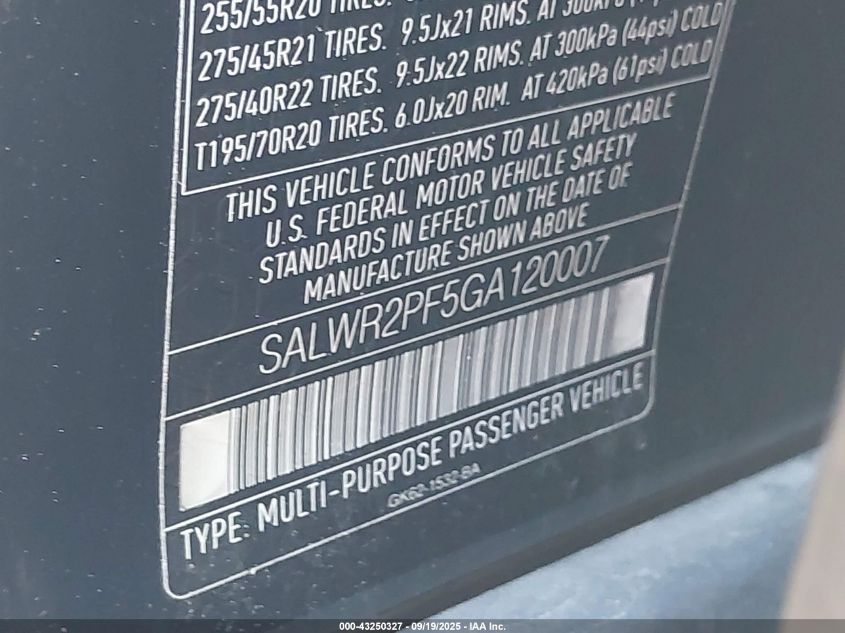 255/55R20 TIRES.
275/45R21 TIRES. 9.5Jx21 RIMS. AT 300kPa
275/40R22 TIRES. 9.5Jx22 RIMS. AT 300kPa (44psi) COLD
T195/70R20 TIRES. 6.0Jx20 RIM. AT 420kPa (61psi) COLD
THIS VEHICLE CONFORMS TO ALL APPLICABLE
U.S. FEDERAL MOTOR VEHICLE SAFETY
STANDARDS IN EFFECT ON THE DATE OF
MANUFACTURE SHOWN ABOVE
SALWR2PF5GA120007
TYPE: MULTI-PURPOSE PASSENGER VEHICLE
GK62-1532-BA
000-43250327 - 09/19/2025 - IAA Inc.